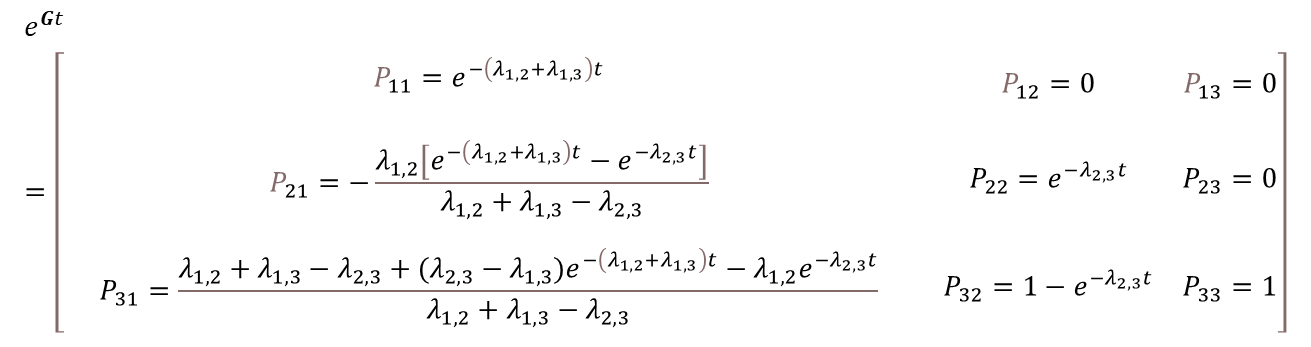 e^{Gt}
P_{11} = e^{-(λ_{1,2}+λ_{1,3})t} P_{12} = 0 P_{13} = 0
= P_{21} = -\frac{λ_{1,2}[e^{-(λ_{1,2}+λ_{1,3})t} - e^{-λ_{2,3}t}]}{λ_{1,2} + λ_{1,3} - λ_{2,3}} P_{22} = e^{-λ_{2,3}t} P_{23} = 0
P_{31} = \frac{λ_{1,2} + λ_{1,3} - λ_{2,3} + (λ_{2,3} - λ_{1,3})e^{-(λ_{1,2}+λ_{1,3})t} - λ_{1,2}e^{-λ_{2,3}t}}{λ_{1,2} + λ_{1,3} - λ_{2,3}} P_{32} = 1 - e^{-λ_{2,3}t} P_{33} = 1